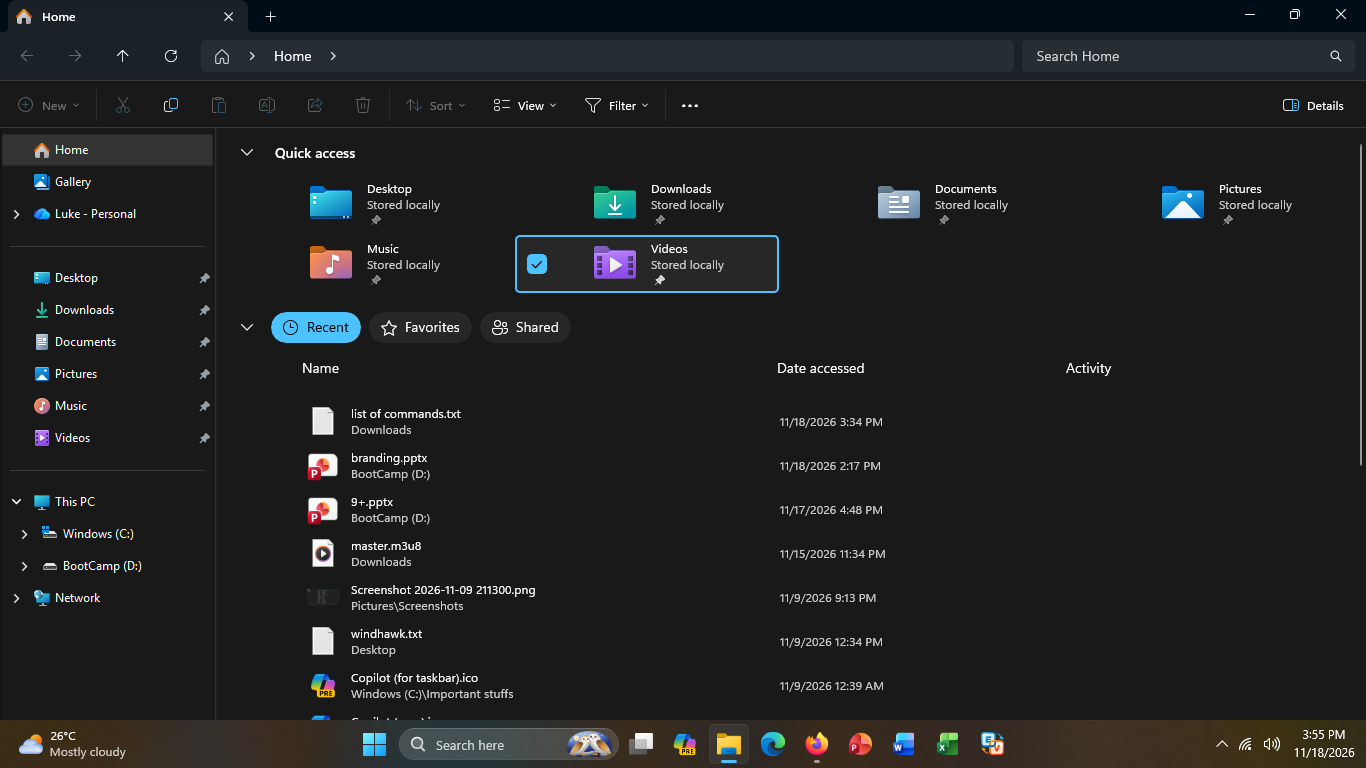 Home
Home
Search Home
New
Sort
View
Filter
Details
Home
Gallery
Luke - Personal
Desktop
Downloads
Documents
Pictures
Music
Videos
This PC
Windows (C:)
BootCamp (D:)
Network
Quick access
Desktop
Stored locally
Downloads
Stored locally
Documents
Stored locally
Pictures
Stored locally
Music
Stored locally
Videos
Stored locally
Recent
Favorites
Shared
Name
Date accessed
Activity
list of commands.txt
Downloads
11/18/2026 3:34 PM
branding.pptx
BootCamp (D:)
11/18/2026 2:17 PM
9+.pptx
BootCamp (D:)
11/17/2026 4:48 PM
master.m3u8
Downloads
11/15/2026 11:34 PM
Screenshot 2026-11-09 211300.png
Pictures\Screenshots
11/9/2026 9:13 PM
windhawk.txt
Desktop
11/9/2026 12:34 PM
Copilot (for taskbar).ico
Windows (C:)\Important stuffs
11/9/2026 12:39 AM
26°C
Mostly cloudy
Search here
PRE
3:55 PM
11/18/2026